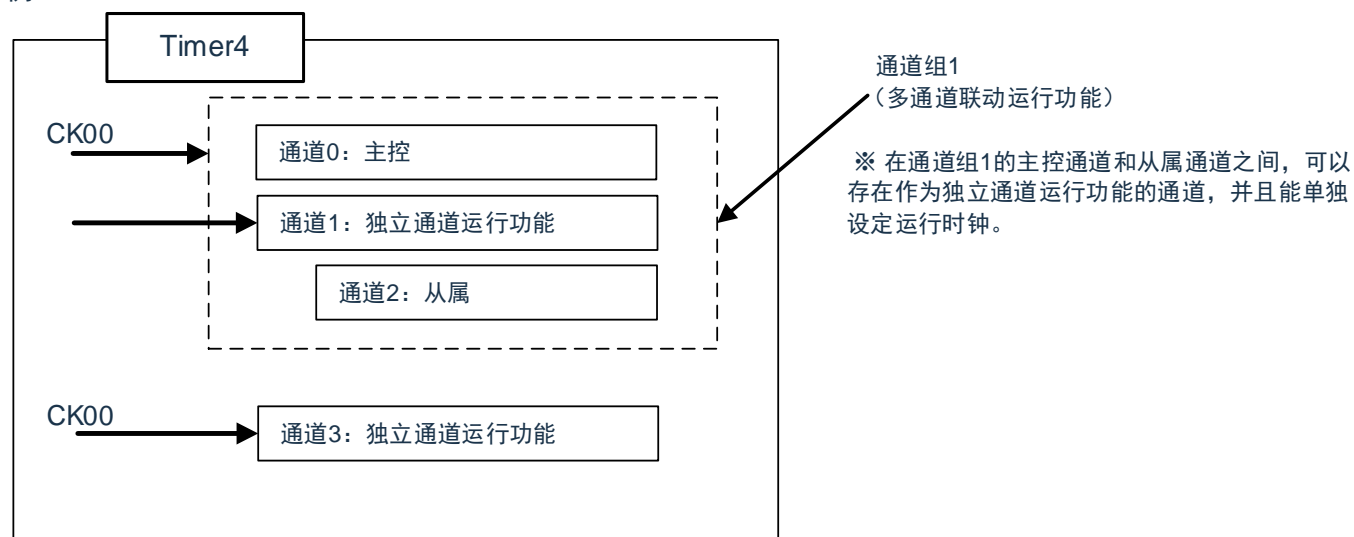 Timer4
通道组1
（多通道联动运行功能）
CK00
通道0：主控
※ 在通道组1的主控通道和从属通道之间，可以
存在作为独立通道运行功能的通道，并且能单独
设定运行时钟。
通道1：独立通道运行功能
通道2：从属
CK00
通道3：独立通道运行功能